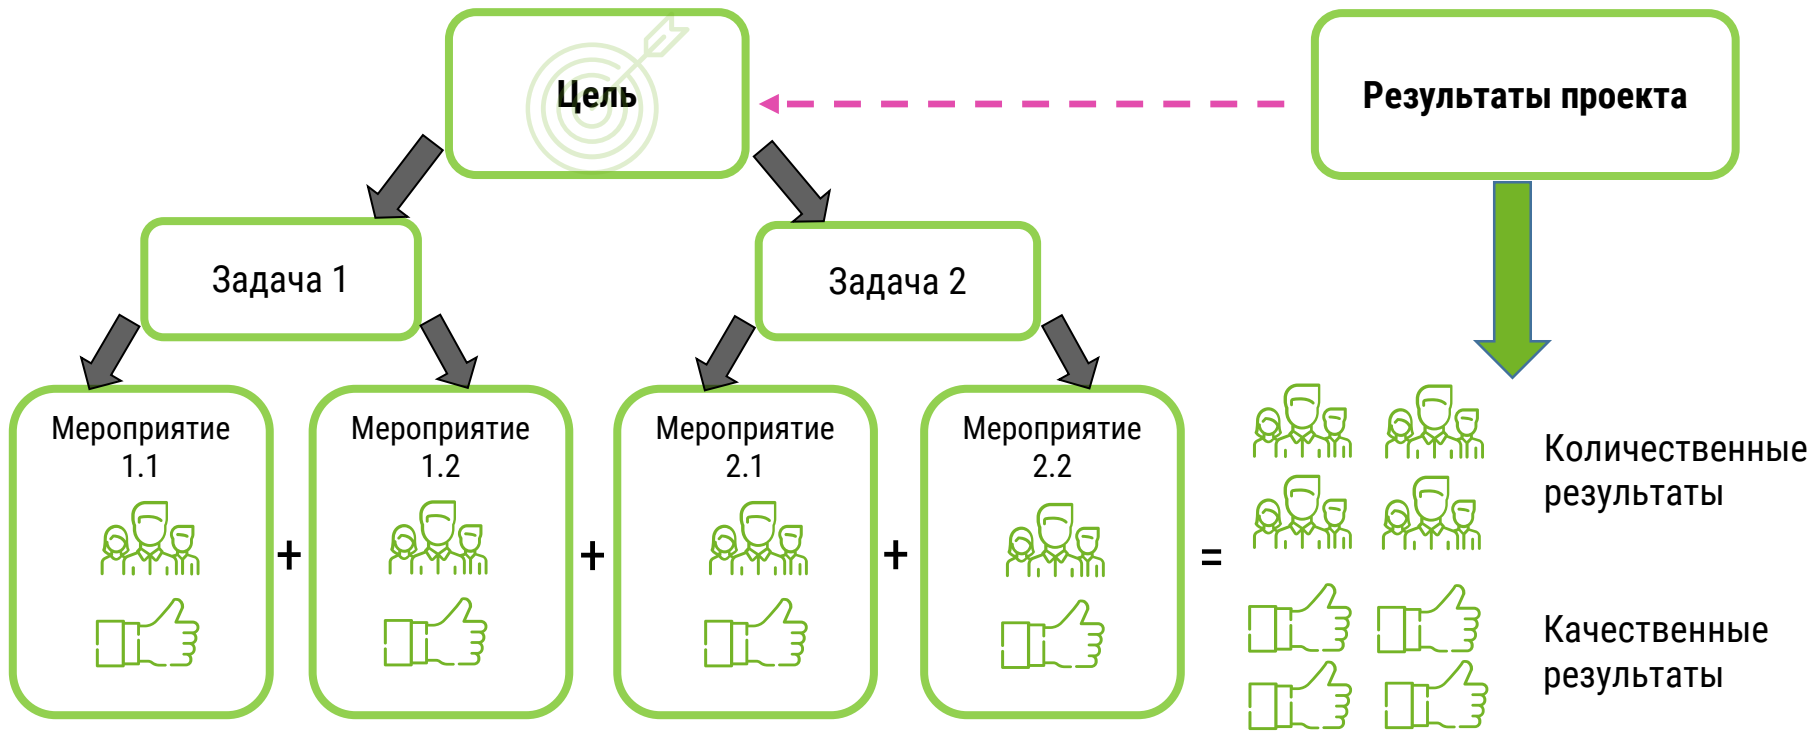 Цель
Результаты проекта
Задача 1
Задача 2
Мероприятие
1.1
Мероприятие
1.2
Мероприятие
2.1
Мероприятие
2.2
+
+
+
=
Количественные
результаты
Качественные
результаты